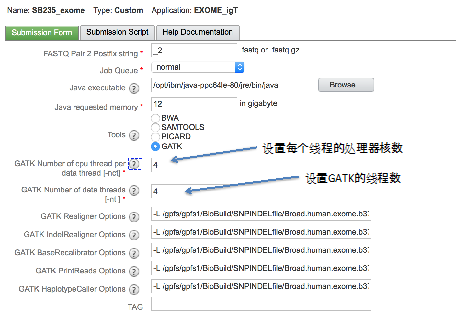 Name: SB235_exome Type: Custom Application: EXOME_igT
Submission Form Submission Script Help Documentation
FASTQ Pair 2 Postfix string * _2 fastq or fastq.gz
Job Queue * normal
Java executable ? /opt/ibm/java-ppc64le-80/jre/bin/java Browse
Java requested memory * 12 in gigabyte
BWA
SAMTOOLS
PICARD
Tools ? GATK
设置每个线程的处理器核数
GATK Number of cpu thread per data thread [-nct] ? * 4
设置GATK的线程数
GATK Number of data threads [-nt ] ? * 4
GATK Realigner Options ? -L /gpfs/gpfs1/BioBuild/SNPINDELfile/Broad.human.exome.b37
GATK IndelRealigner Options ? -L /gpfs/gpfs1/BioBuild/SNPINDELfile/Broad.human.exome.b37
GATK BaseRecalibrator Options ? -L /gpfs/gpfs1/BioBuild/SNPINDELfile/Broad.human.exome.b37
GATK PrintReads Options ? -L /gpfs/gpfs1/BioBuild/SNPINDELfile/Broad.human.exome.b37
GATK HaplotypeCaller Options ? -L /gpfs/gpfs1/BioBuild/SNPINDELfile/Broad.human.exome.b37
TAG